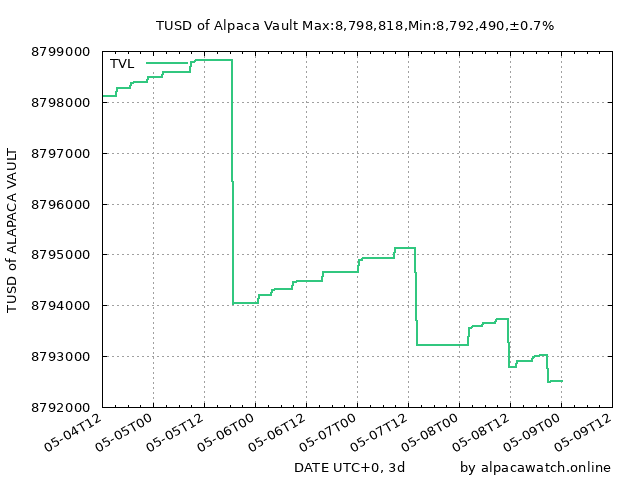 TUSD of Alpaca Vault Max:8,798,818,Min:8,792,490,±0.7%
TVL
8799000
8798000
8797000
8796000
8795000
8794000
8793000
8792000
TUSD of ALAPACA VAULT
05-04T12
05-05T00
05-05T12
05-06T00
05-06T12
05-07T00
05-07T12
05-08T00
05-08T12
05-09T00
05-09T12
DATE UTC+0, 3d
by alpacawatch.online